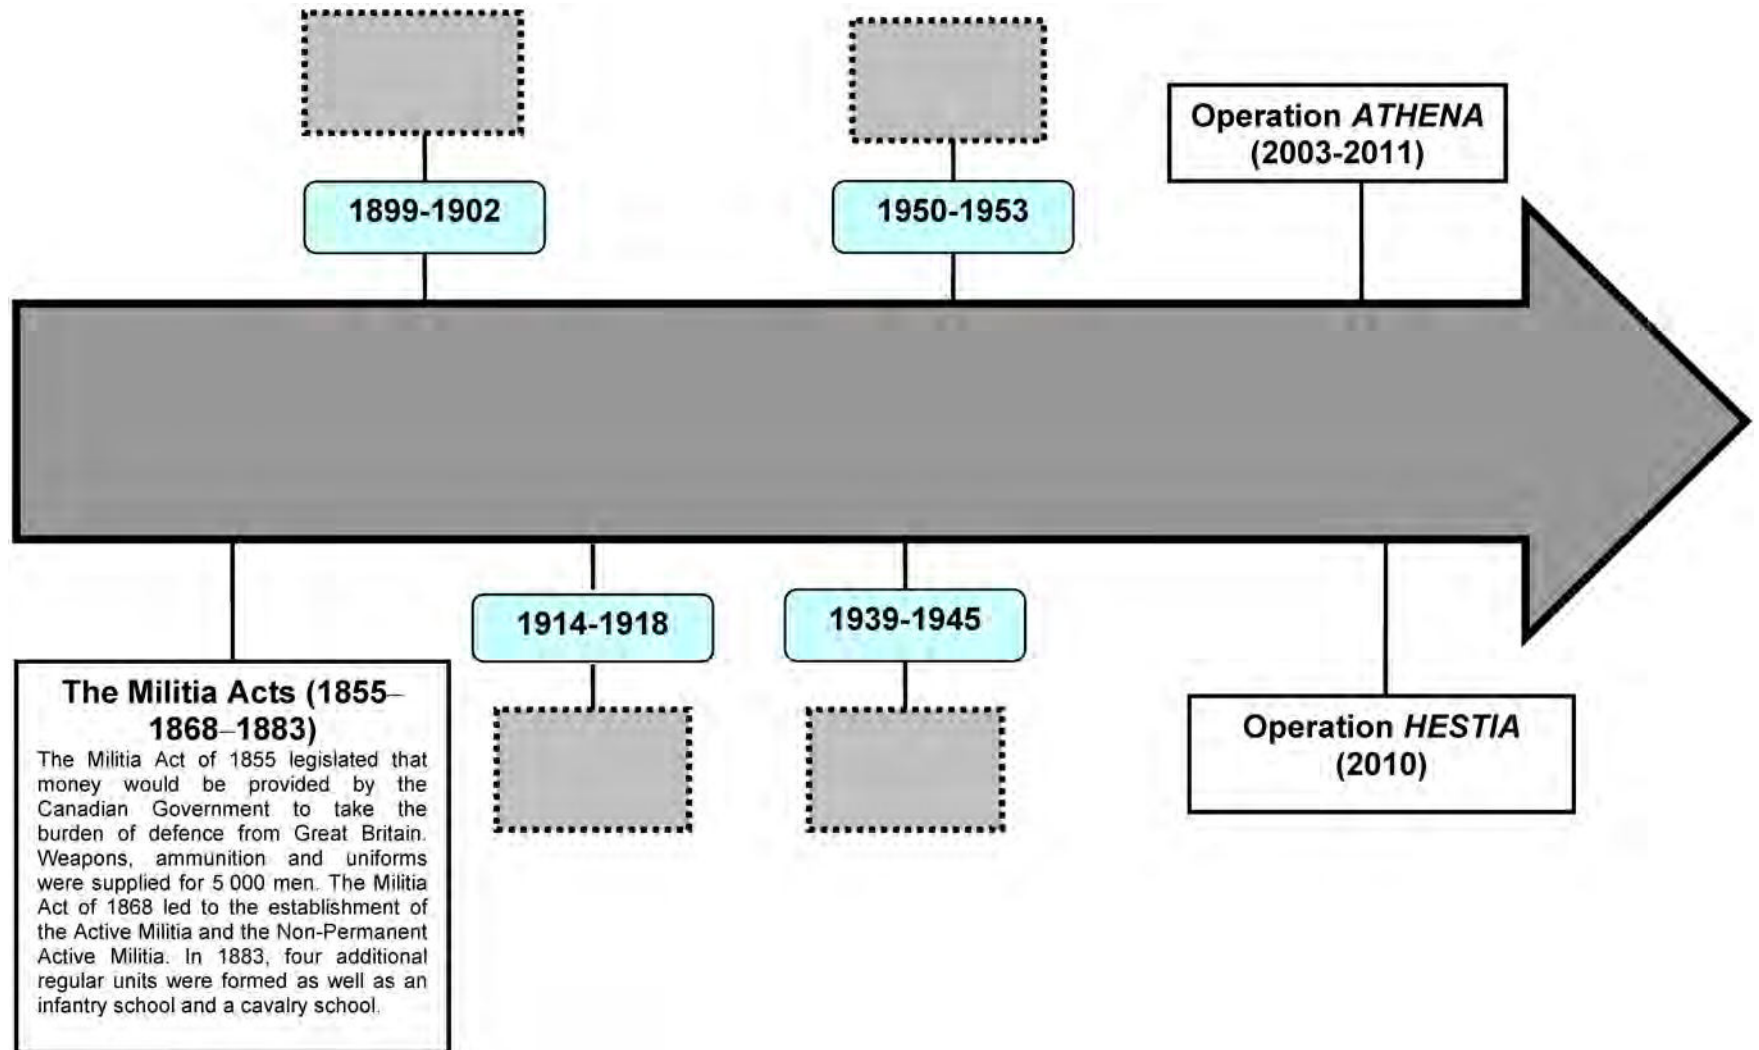 1899-1902
1950-1953
Operation ATHENA
(2003-2011)
1914-1918
1939-1945
Operation HESTIA
(2010)
The Militia Acts (1855–
1868–1883)
The Militia Act of 1855 legislated that
money would be provided by the
Canadian Government to take the
burden of defence from Great Britain.
Weapons, ammunition and uniforms
were supplied for 5 000 men. The Militia
Act of 1868 led to the establishment of
the Active Militia and the Non-Permanent
Active Militia. In 1883, four additional
regular units were formed as well as an
infantry school and a cavalry school.